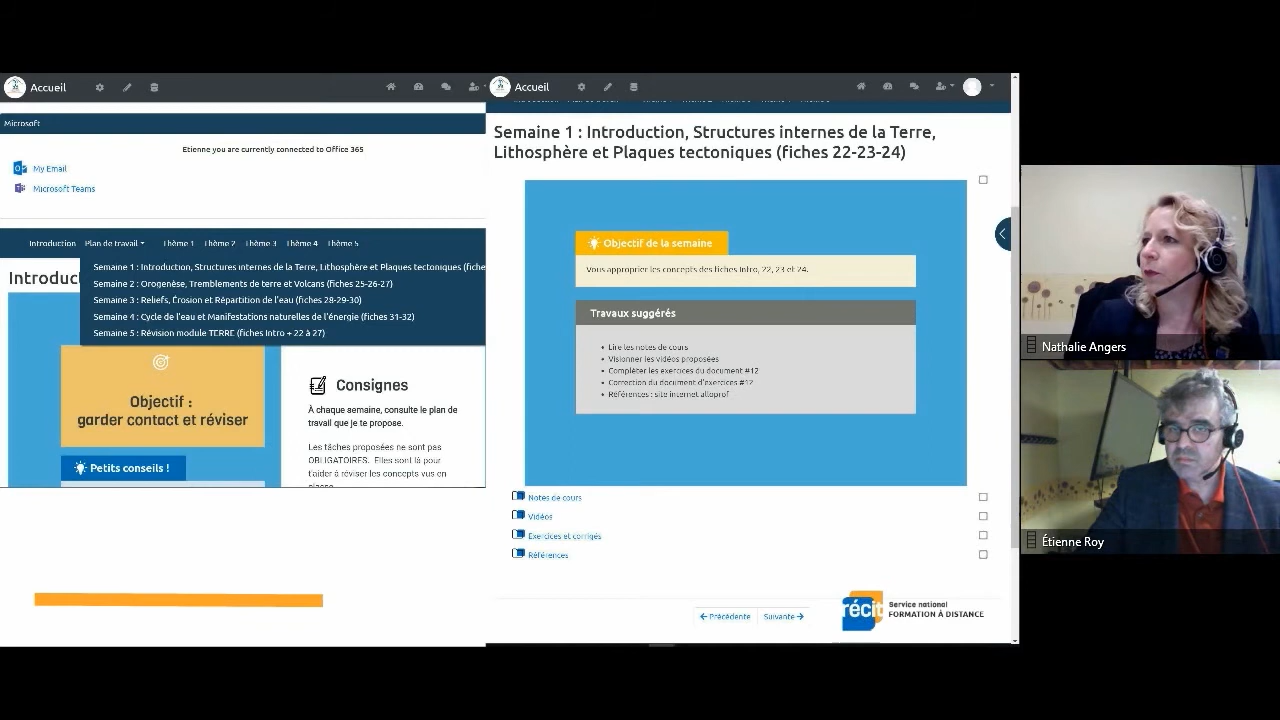 Accueil
Microsoft
Etienne you are currently connected to Office 365
My Email
Microsoft Teams
Introduction Plan de travail Thème 1 Thème 2 Thème 3 Thème 4 Thème 5
Introduc
Semaine 1 : Introduction, Structures internes de la Terre, Lithosphère et Plaques tectoniques (fiche
Semaine 2 : Orogenèse, Tremblements de terre et Volcans (fiches 25-26-27)
Semaine 3 : Reliefs, Érosion et Répartition de l'eau (fiches 28-29-30)
Semaine 4 : Cycle de l'eau et Manifestations naturelles de l'énergie (fiches 31-32)
Semaine 5 : Révision module TERRE (fiches Intro + 22 à 27)
Objectif :
garder contact et réviser
Petits conseils !
Consignes
À chaque semaine, consulte le plan de
travail que je te propose.
Les tâches proposées ne sont pas
OBLIGATOIRES. Elles sont là pour
t'aider à réviser les concepts vus en
Accueil
Semaine 1 : Introduction, Structures internes de la Terre,
Lithosphère et Plaques tectoniques (fiches 22-23-24)
Objectif de la semaine
Vous approprier les concepts des fiches Intro, 22, 23 et 24.
Travaux suggérés
• Lire les notes de cours
• Visionner les vidéos proposées
• Compléter les exercices du document #12
• Correction du document d'exercices #12
• Références : site internet alloprof
Notes de cours
Vidéos
Exercices et corrigés
Références
Précédente Suivante
récit
Service national
FORMATION À DISTANCE
Nathalie Angers
Étienne Roy